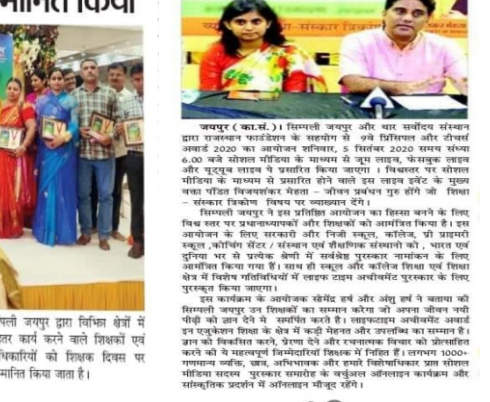 मानित किया
संस्कार त्रिकोण
जयपुर ( का.सं. )। सिम्पली जयपुर और थार सर्वोदय संस्थान
द्वारा राजस्थान फाउंडेशन के सहयोग से 9वे प्रिंसिपल और टीचर्स
अवार्ड 2020 का आयोजन शनिवार, 5 सितंबर 2020 समय संध्या
6.00 बजे सोशल मीडिया के माध्यम से जूम लाइव, फेसबुक लाइव
और यूट्यूब लाइव पे प्रसारित किया जाएगा । विश्वस्तर पर सोशल
मीडिया के माध्यम से प्रसारित होने वाले इस लाइव इवेंट के मुख्य
वक्ता पंडित विजयशंकर मेहता - जीवन प्रबंधन गुरु होंगे जो शिक्षा
- संस्कार त्रिकोण विषय पर व्याख्यान देंगे।
सिम्पली जयपुर ने इस प्रतिष्ठित आयोजन का हिस्सा बनने के लिए
विश्व स्तर पर प्रधानाध्यापकों और शिक्षकों को आमंत्रित किया है। इस
आयोजन के लिए सरकारी और निजी स्कूल, कॉलेज, प्री प्राइमरी
स्कूल ,कोचिंग सेंटर / संस्थान एवं शैक्षणिक संस्थानो को , भारत एवं
दुनिया भर से प्रत्येक श्रेणी में सर्वश्रेष्ठ पुरस्कार नामांकन के लिए
आमंत्रित किया गया हैं। साथ ही स्कूल और कॉलेज शिक्षा एवं शिक्षा
क्षेत्र में विशेष गतिविधियों में लाइफ टाइम अचीवमेंट पुरस्कार के लिए
पुरस्कृत किया जाएगा।
इस कार्यक्रम के आयोजक सोमेंद्र हर्ष और अंशु हर्ष ने बताया की
सिम्पली जयपुर उन शिक्षकों का सम्मान करेगा जो अपना जीवन नयी
पीढ़ी को ज्ञान देने मे समर्पित करते है। लाइफटाइम अचीवमेंट अवार्ड
इन एजुकेशन शिक्षा के क्षेत्र में कड़ी मेहनत और उपलब्धि का सम्मान है।
ज्ञान को विकसित करने, प्रेरणा देने और रचनात्मक विचार को प्रोत्साहित
करने की ये महत्वपूर्ण जिम्मेदारियाँ शिक्षक में निहित हैं। लगभग 1000+
गणमान्य व्यक्ति, छात्र, अभिभावक और हमारे विशेषाधिकार प्राप्त सोशल
मीडिया सदस्य पुरस्कार समारोह के वर्चुअल ऑनलाइन कार्यक्रम और
सांस्कृतिक प्रदर्शन में ऑनलाइन मौजूद रहेंगे।
पली जयपुर द्वारा विभिन्न क्षेत्रों में
हतर कार्य करने वाले शिक्षकों एवं
धिकारियों को शिक्षक दिवस पर
म्मानित किया जाता है।